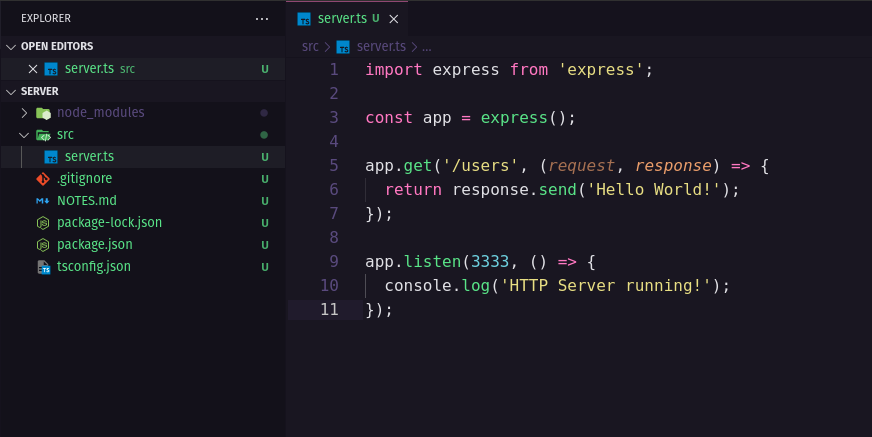 EXPLORER
OPEN EDITORS
server.ts src U
SERVER
node_modules
src
server.ts U
.gitignore U
NOTES.md U
package-lock.json U
package.json U
tsconfig.json U
server.ts U
src > server.ts > ...
1 import express from 'express';
2
3 const app = express();
4
5 app.get('/users', (request, response) => {
6   return response.send('Hello World!');
7 });
8
9 app.listen(3333, () => {
10   console.log('HTTP Server running!');
11 });